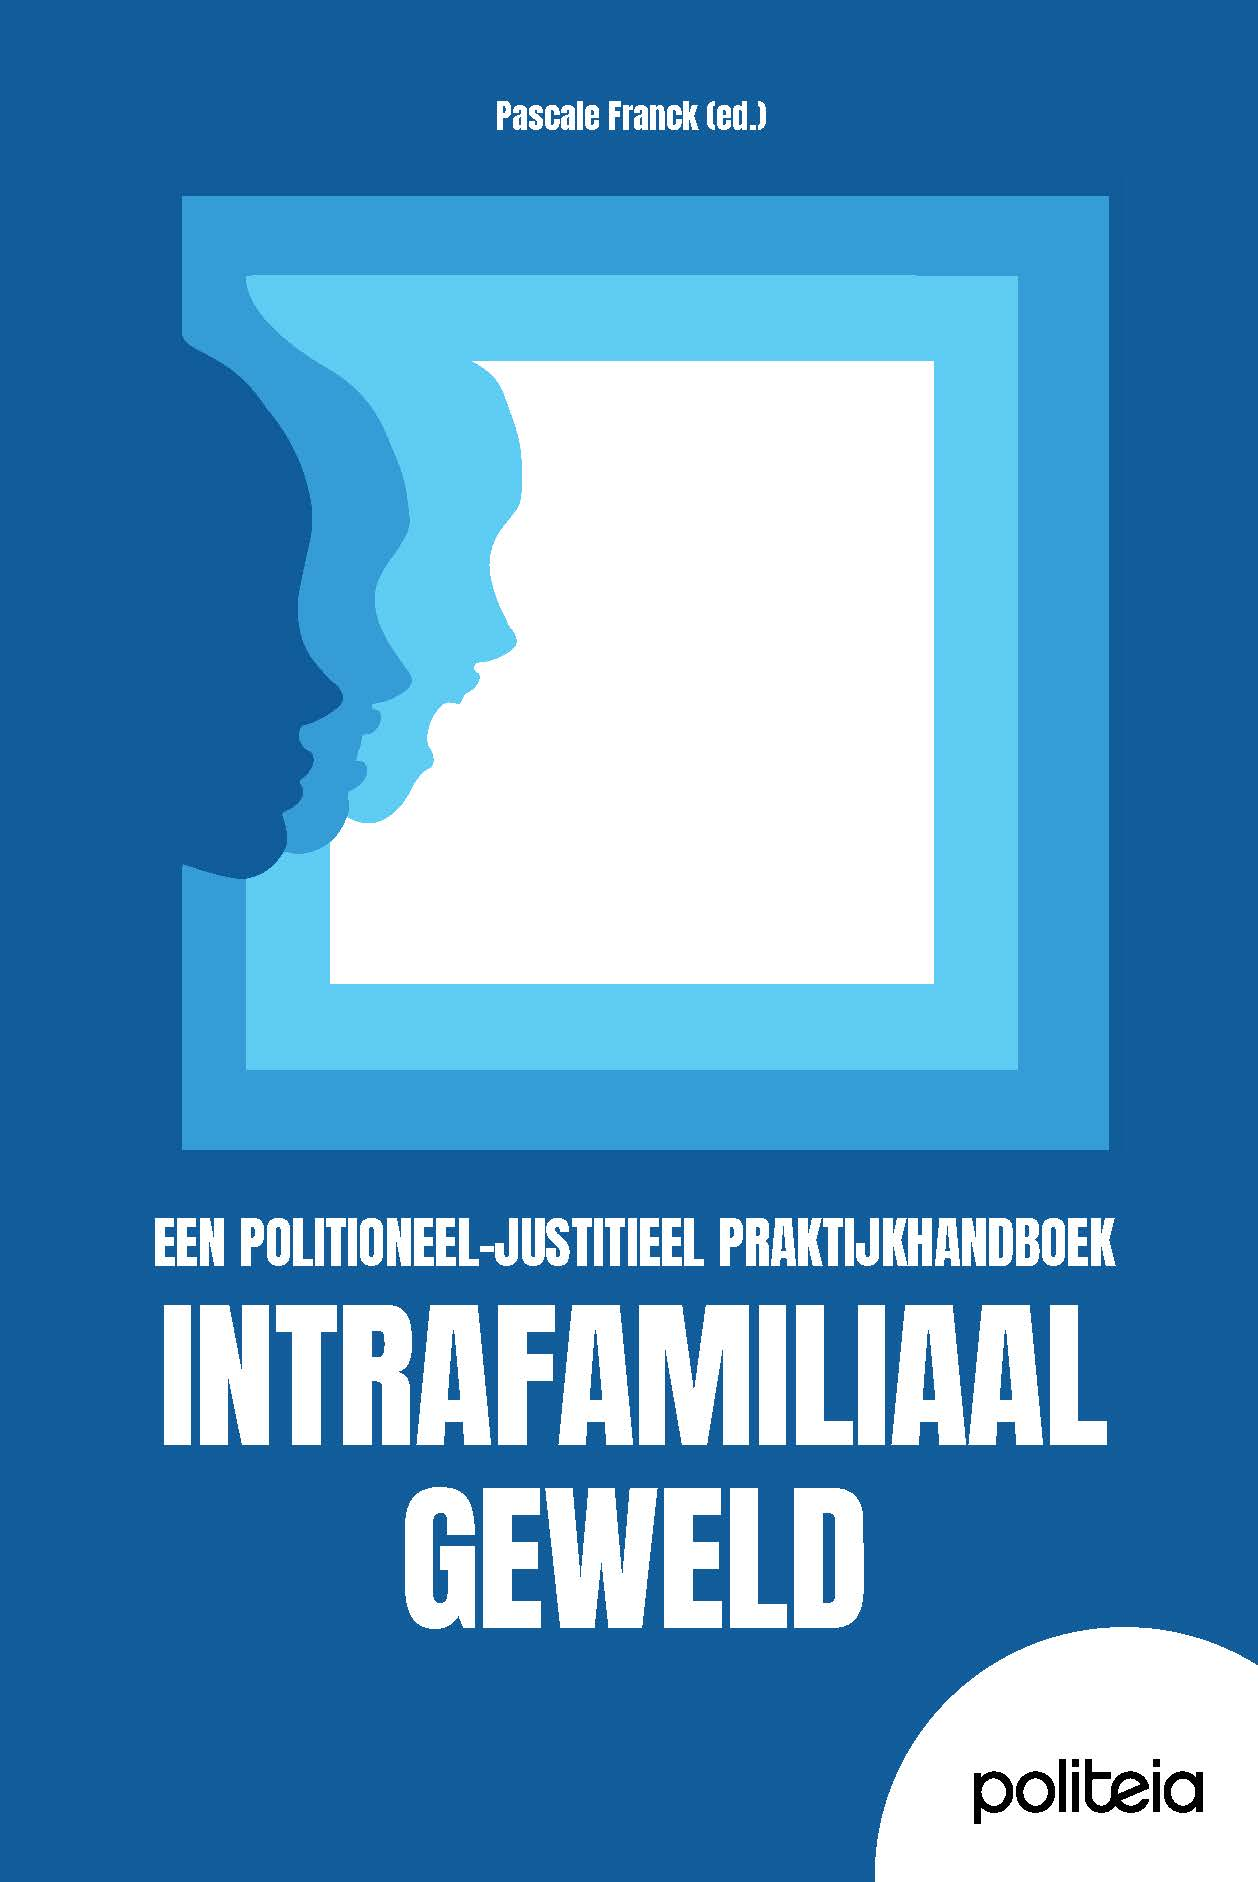 Pascale Franck (ed.)
EEN POLITIONEEL-JUSTITIEEL PRAKTIJKHANDBOEK
INTRAFAMILIAAL
GEWELD
politeia